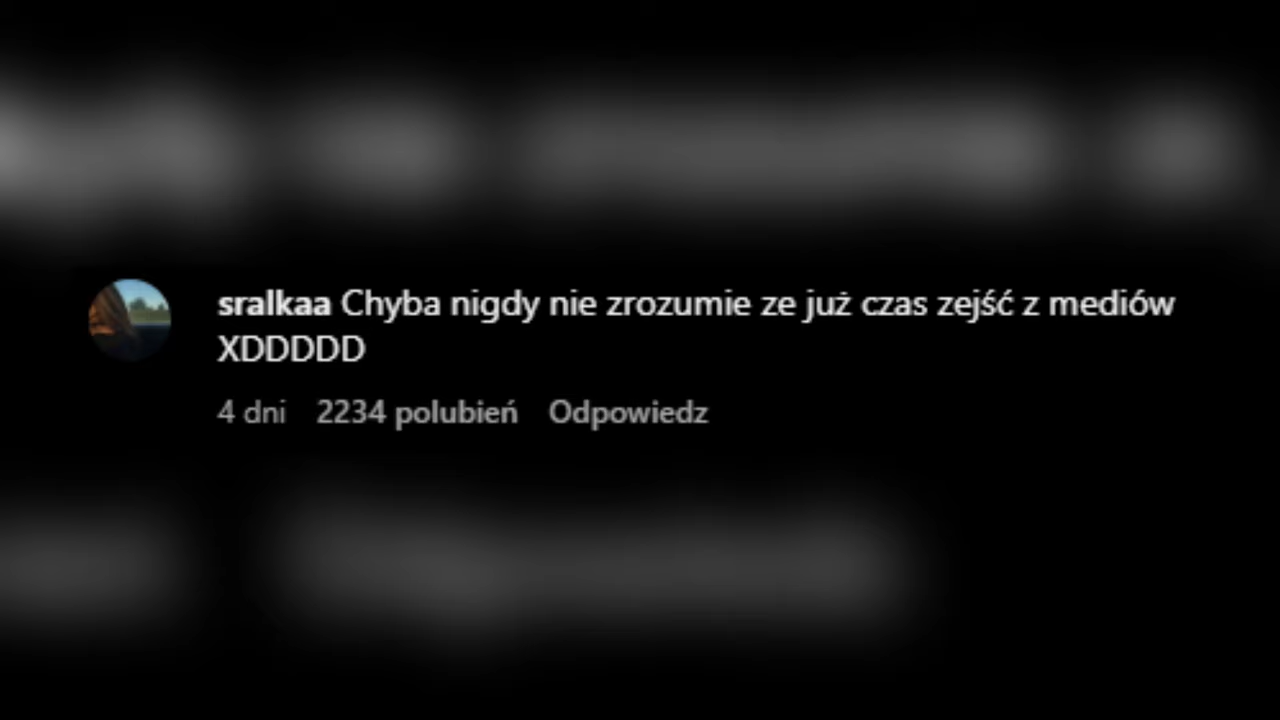 sralkaa Chyba nigdy nie zrozumie ze już czas zejść z mediów
XDDDDD
4 dni 2234 polubień Odpowiedz